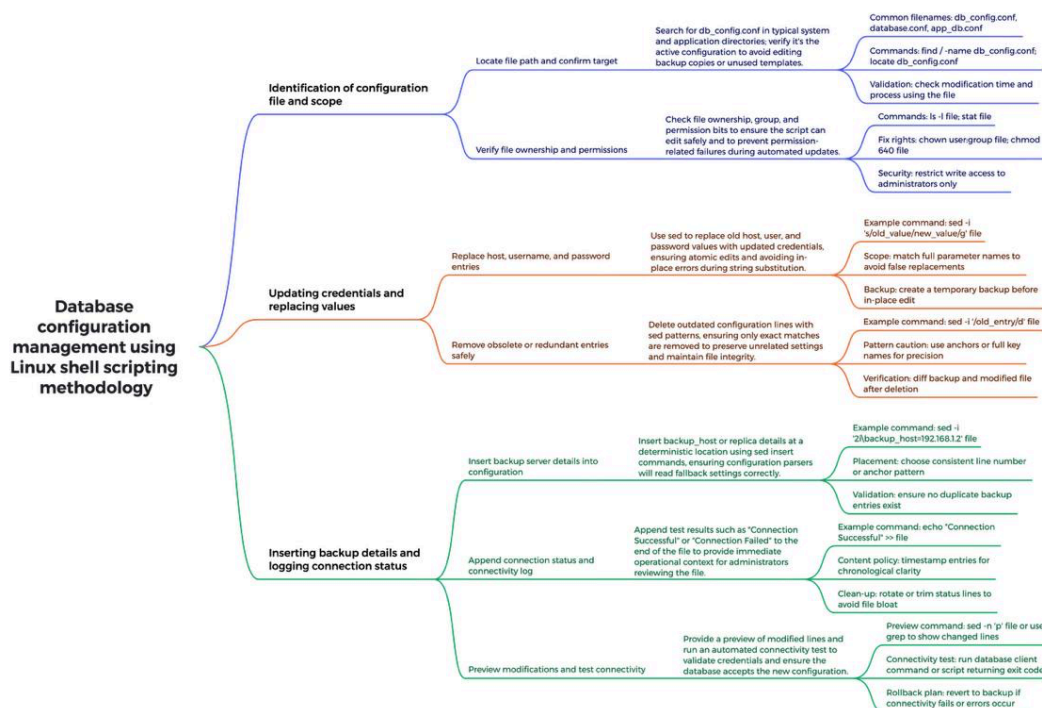 Database
configuration
management using
Linux shell scripting
methodology
Identification of configuration
file and scope
Locate file path and confirm target
Search for db_config.conf in typical system
and application directories; verify it's the
active configuration to avoid editing
backup copies or unused templates.
Common filenames: db_config.conf,
database.conf, app_db.conf
Commands: find / -name db_config.conf;
locate db_config.conf
Validation: check modification time and
process using the file
Verify file ownership and permissions
Check file ownership, group, and
permission bits to ensure the script can
edit safely and to prevent permission-
related failures during automated updates.
Commands: ls -l file; stat file
Fix rights: chown user:group file; chmod
640 file
Security: restrict write access to
administrators only
Updating credentials and
replacing values
Replace host, username, and password
entries
Use sed to replace old host, user, and
password values with updated credentials,
ensuring atomic edits and avoiding in-
place errors during string substitution.
Example command: sed -i
's/old_value/new_value/g' file
Scope: match full parameter names to
avoid false replacements
Backup: create a temporary backup before
in-place edit
Remove obsolete or redundant entries
safely
Delete outdated configuration lines with
sed patterns, ensuring only exact matches
are removed to preserve unrelated settings
and maintain file integrity.
Example command: sed -i '/old_entry/d' file
Pattern caution: use anchors or full key
names for precision
Verification: diff backup and modified file
after deletion
Inserting backup details and
logging connection status
Insert backup server details into
configuration
Insert backup_host or replica details at a
deterministic location using sed insert
commands, ensuring configuration parsers
will read fallback settings correctly.
Example command: sed -i
'2i\backup_host=192.168.1.2' file
Placement: choose consistent line number
or anchor pattern
Validation: ensure no duplicate backup
entries exist
Append connection status and
connectivity log
Append test results such as "Connection
Successful" or "Connection Failed" to the
end of the file to provide immediate
operational context for administrators
reviewing the file.
Example command: echo "Connection
Successful" >> file
Content policy: timestamp entries for
chronological clarity
Clean-up: rotate or trim status lines to
avoid file bloat
Preview modifications and test connectivity
Provide a preview of modified lines and
run an automated connectivity test to
validate credentials and ensure the
database accepts the new configuration.
Preview command: sed -n 'p' file or use
grep to show changed lines
Connectivity test: run database client
command or script returning exit code
Rollback plan: revert to backup if
connectivity fails or errors occur